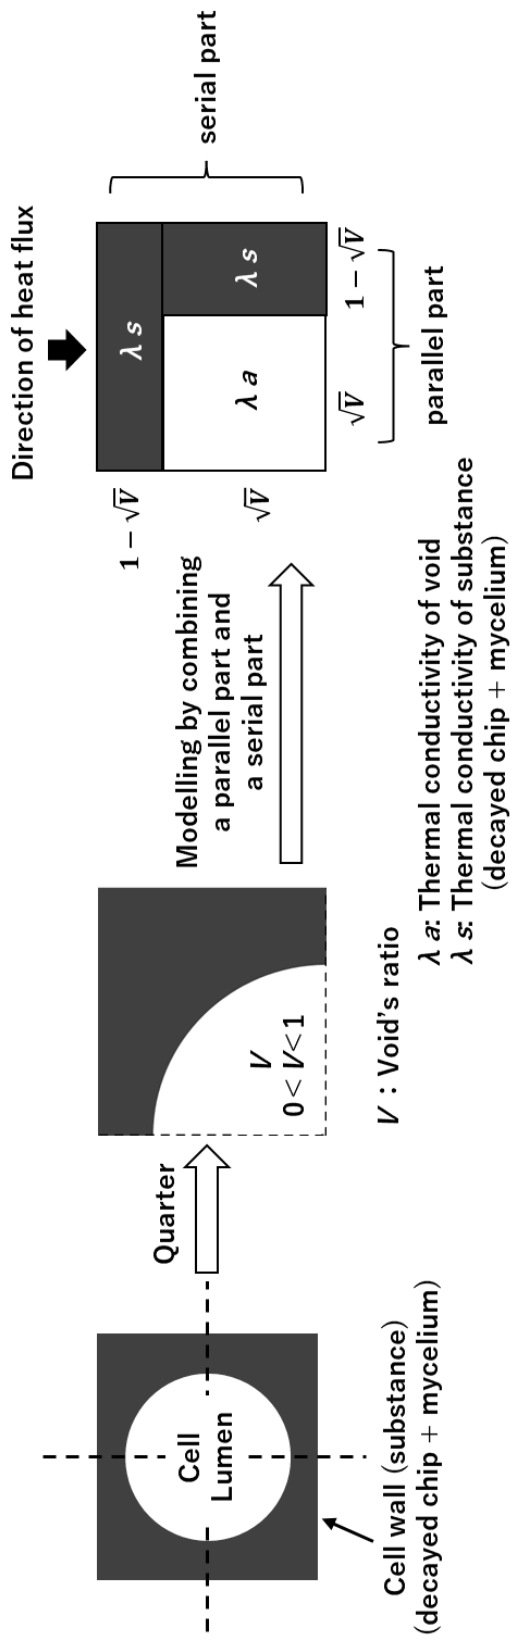 Cell
Lumen
Cell wall (substance)
(decayed chip + mycelium)
Quarter
V
0 < V < 1
V : Void's ratio
Modelling by combining
a parallel part and
a serial part
Direction of heat flux
1 − √V
√V
λ s
λ a
λ s
√V
1 − √V
parallel part
serial part
λ a: Thermal conductivity of void
λ s: Thermal conductivity of substance
(decayed chip + mycelium)